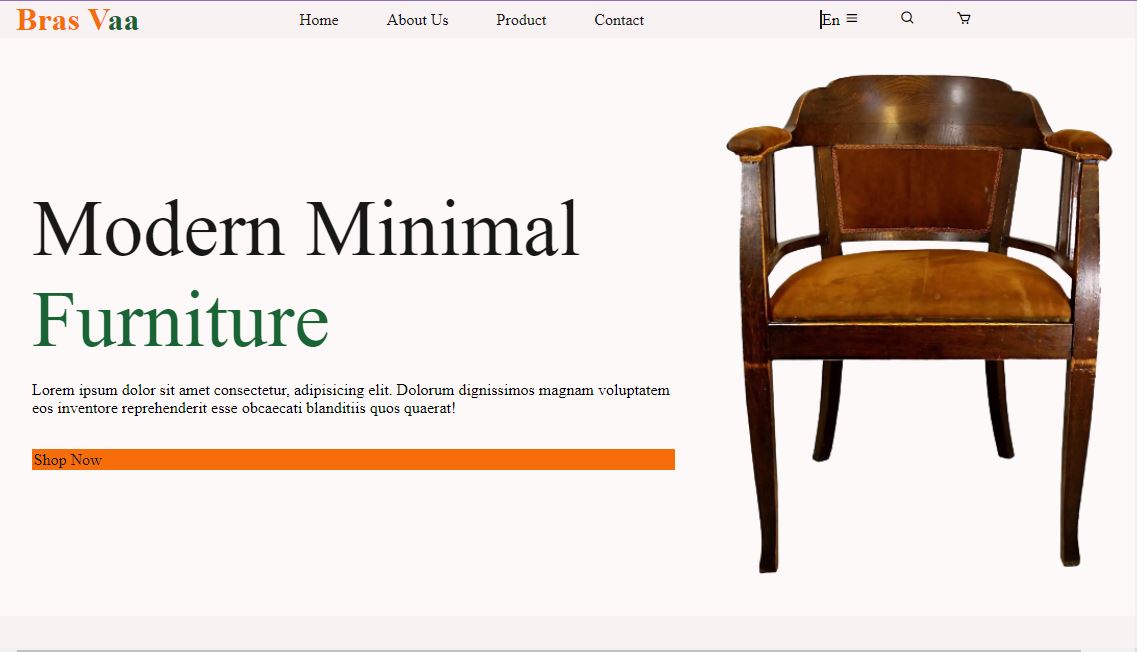 Bras Vaa
Home About Us Product Contact En
Modern Minimal
Furniture
Lorem ipsum dolor sit amet consectetur, adipisicing elit. Dolorum dignissimos magnam voluptatem
eos inventore reprehenderit esse obcaecati blanditiis quos quaerat!
Shop Now